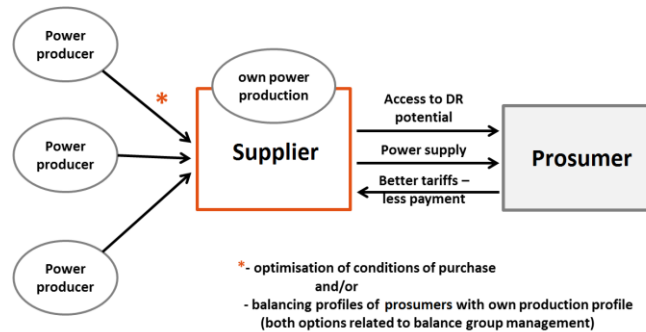 Power
producer
*
Power
producer
Power
producer
own power
production
Supplier
Access to DR
potential
Power supply
Better tariffs –
less payment
Prosumer
*- optimisation of conditions of purchase
and/or
- balancing profiles of prosumers with own production profile
(both options related to balance group management)